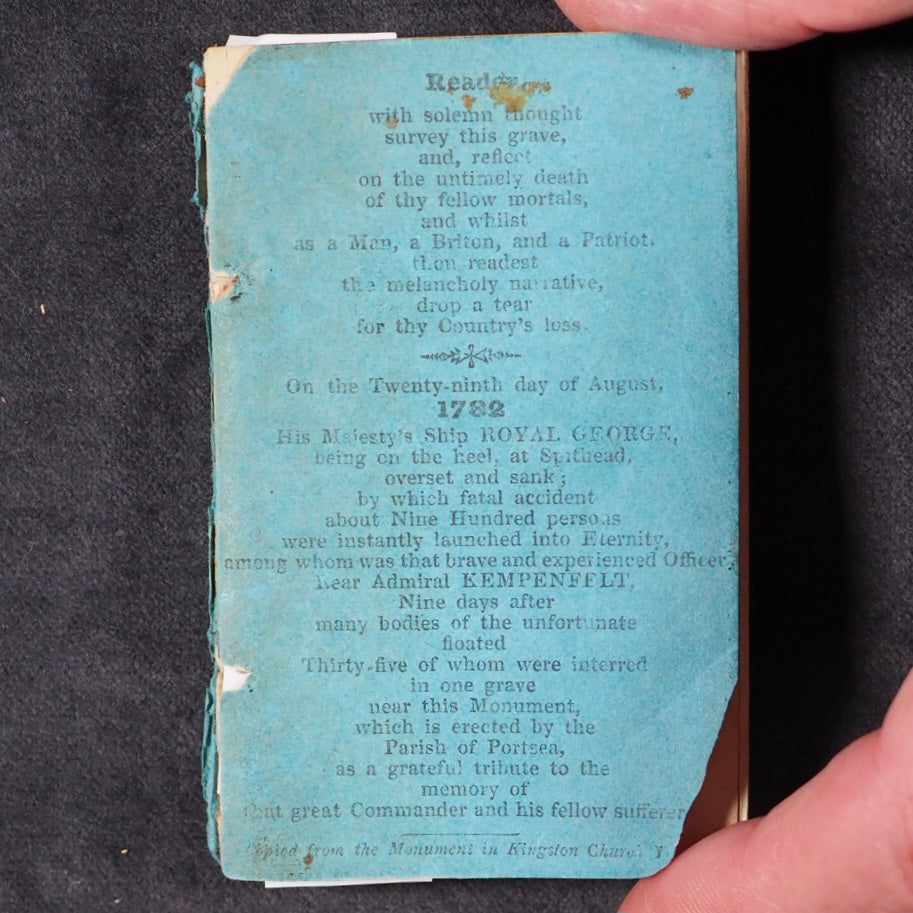 Reader
with solemn thought
survey this grave,
and, reflect
on the untimely death
of thy fellow mortals,
and whilst
as a Man, a Briton, and a Patriot,
thou readest
the melancholy narrative,
drop a tear
for thy Country's loss.
On the Twenty-ninth day of August,
1782
His Majesty's Ship ROYAL GEORGE,
being on the heel, at Spithead,
overset and sank;
by which fatal accident
about Nine Hundred persons
were instantly launched into Eternity,
among whom was that brave and experienced Officer,
Rear Admiral KEMPENFELT.
Nine days after
many bodies of the unfortunate
floated
Thirty-five of whom were interred
in one grave
near this Monument,
which is erected by the
Parish of Portsea,
as a grateful tribute to the
memory of
that great Commander and his fellow sufferer
Copied from the Monument in Kingston Church